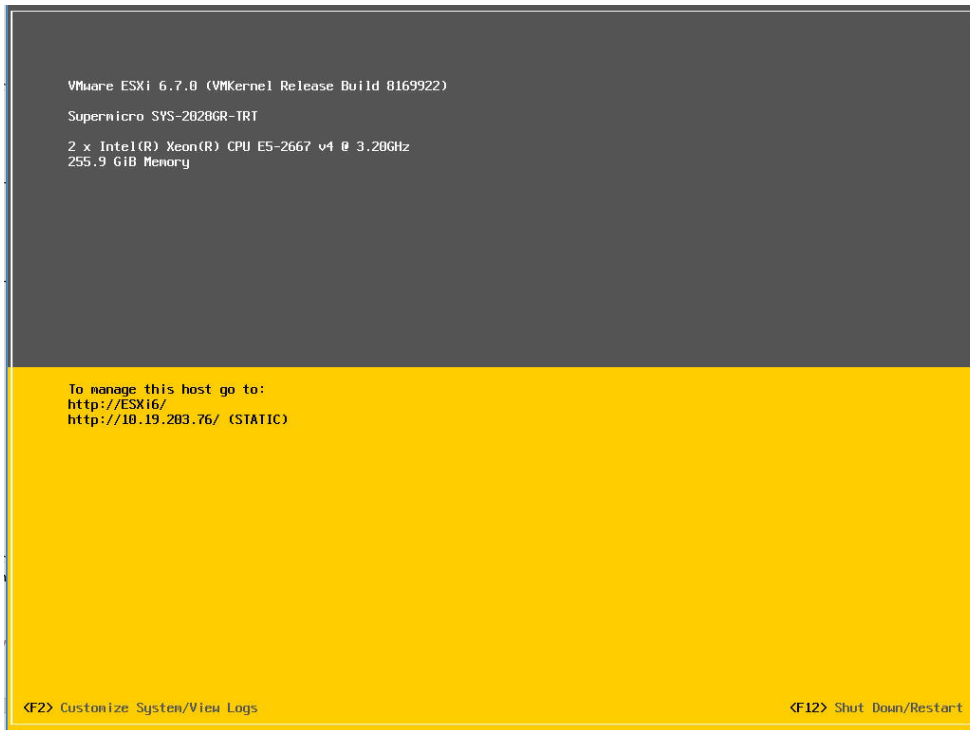 VMware ESXi 6.7.0 (VMKernel Release Build 8169922)
Supermicro SYS-2028GR-TRT
2 x Intel(R) Xeon(R) CPU E5-2667 v4 @ 3.20GHz
255.9 GiB Memory
To manage this host go to:
http://ESXi6/
http://10.19.203.76/ (STATIC)
<F2> Customize System/View Logs
<F12> Shut Down/Restart